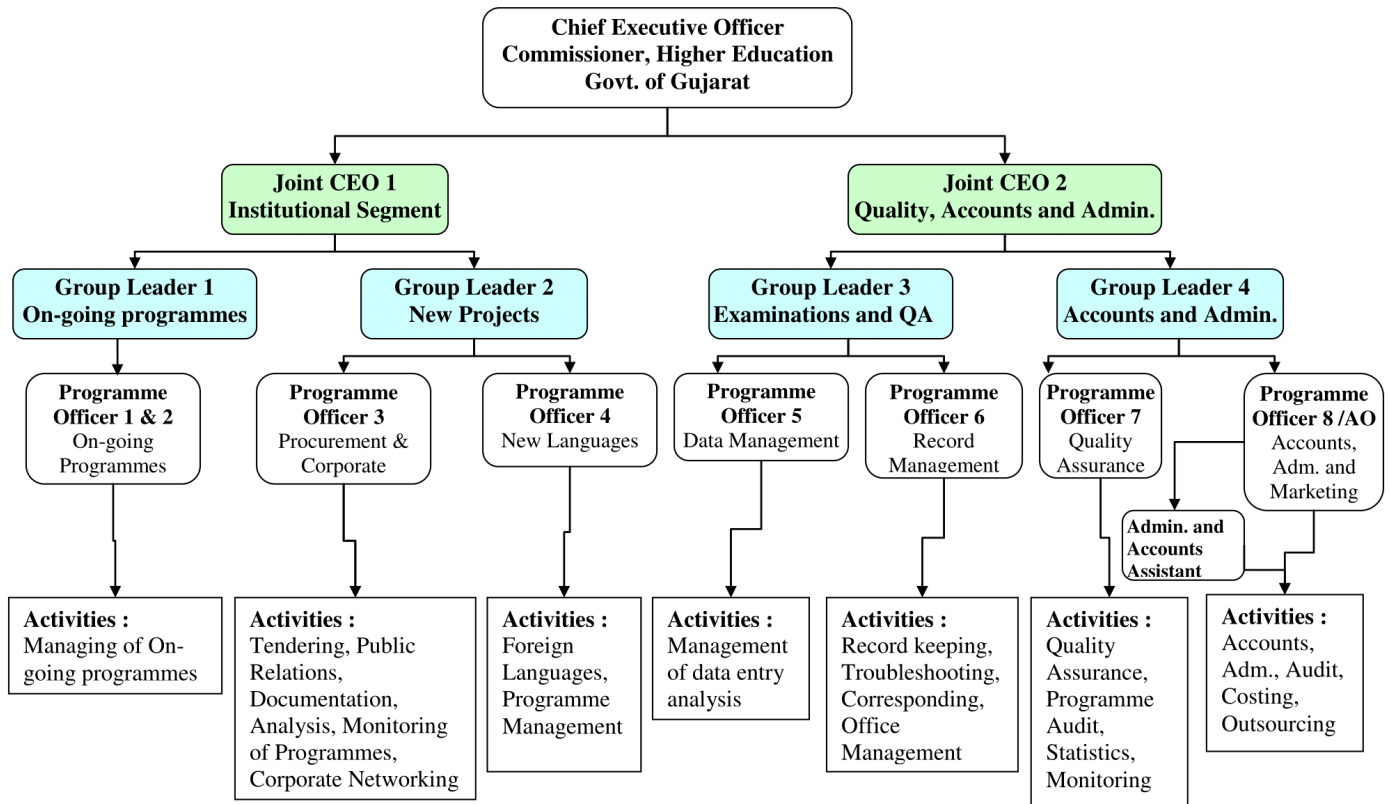 Chief Executive Officer
Commissioner, Higher Education
Govt. of Gujarat
Joint CEO 1
Institutional Segment
Joint CEO 2
Quality, Accounts and Admin.
Group Leader 1
On-going programmes
Group Leader 2
New Projects
Group Leader 3
Examinations and QA
Group Leader 4
Accounts and Admin.
Programme
Officer 1 & 2
On-going
Programmes
Programme
Officer 3
Procurement &
Corporate
Programme
Officer 4
New Languages
Programme
Officer 5
Data Management
Programme
Officer 6
Record
Management
Programme
Officer 7
Quality
Assurance
Programme
Officer 8 /AO
Accounts,
Adm. and
Marketing
Admin. and
Accounts
Assistant
Activities :
Managing of On-
going programmes
Activities :
Tendering, Public
Relations,
Documentation,
Analysis, Monitoring
of Programmes,
Corporate Networking
Activities :
Foreign
Languages,
Programme
Management
Activities :
Management
of data entry
analysis
Activities :
Record keeping,
Troubleshooting,
Corresponding,
Office
Management
Activities :
Quality
Assurance,
Programme
Audit,
Statistics,
Monitoring
Activities :
Accounts,
Adm., Audit,
Costing,
Outsourcing